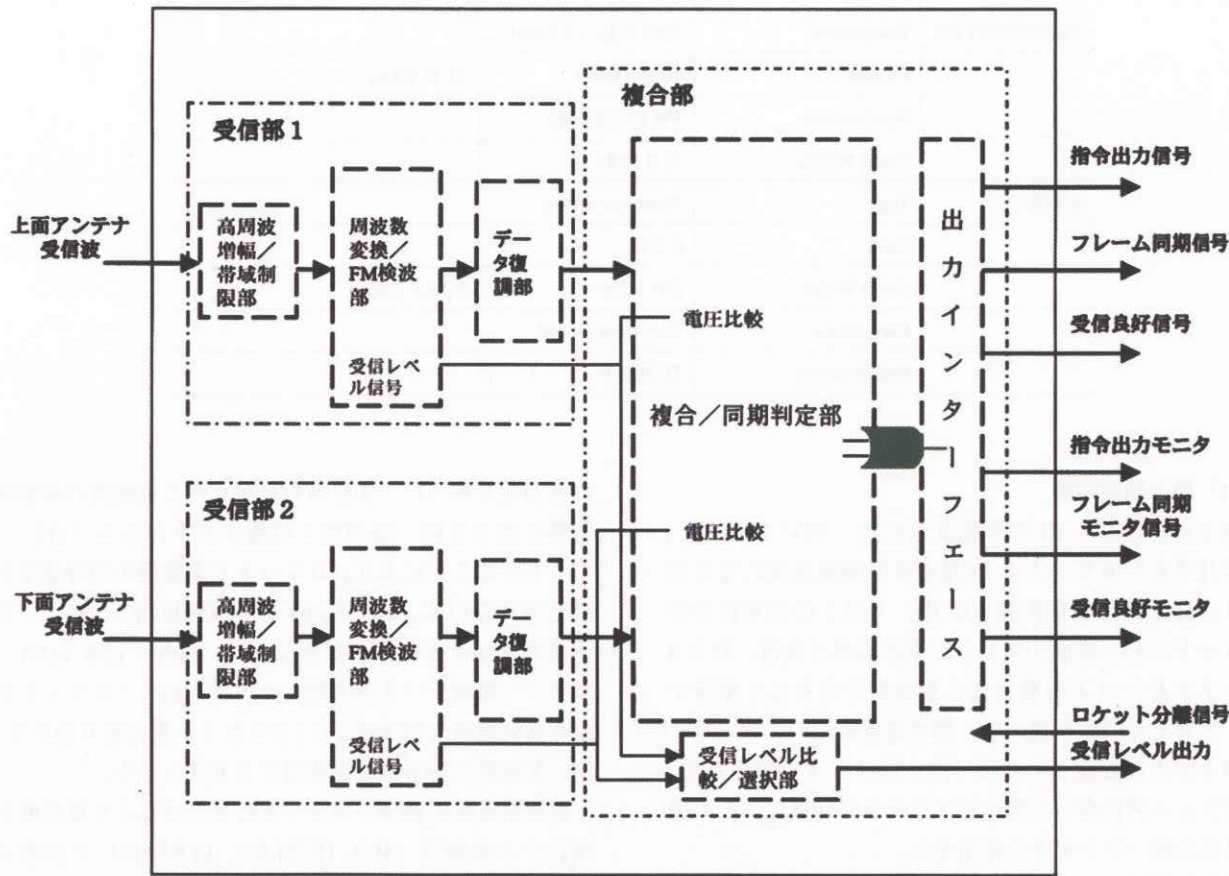 複合部
受信部 1
指令出力信号
上面アンテナ
受信波
高周波
増幅/
帯域制
限部
周波数
変換/
FM検波
部
デー
タ復
調部
受信レベ
ル信号
電圧比較
複合/同期判定部
出力インターフェース
フレーム同期信号
受信良好信号
指令出力モニタ
フレーム同期
モニタ信号
受信部 2
下面アンテナ
受信波
高周波
増幅/
帯域制
限部
周波数
変換/
FM検波
部
デー
タ復
調部
受信レベ
ル信号
電圧比較
受信良好モニタ
ロケット分離信号
受信レベル比
較/選択部
受信レベル出力